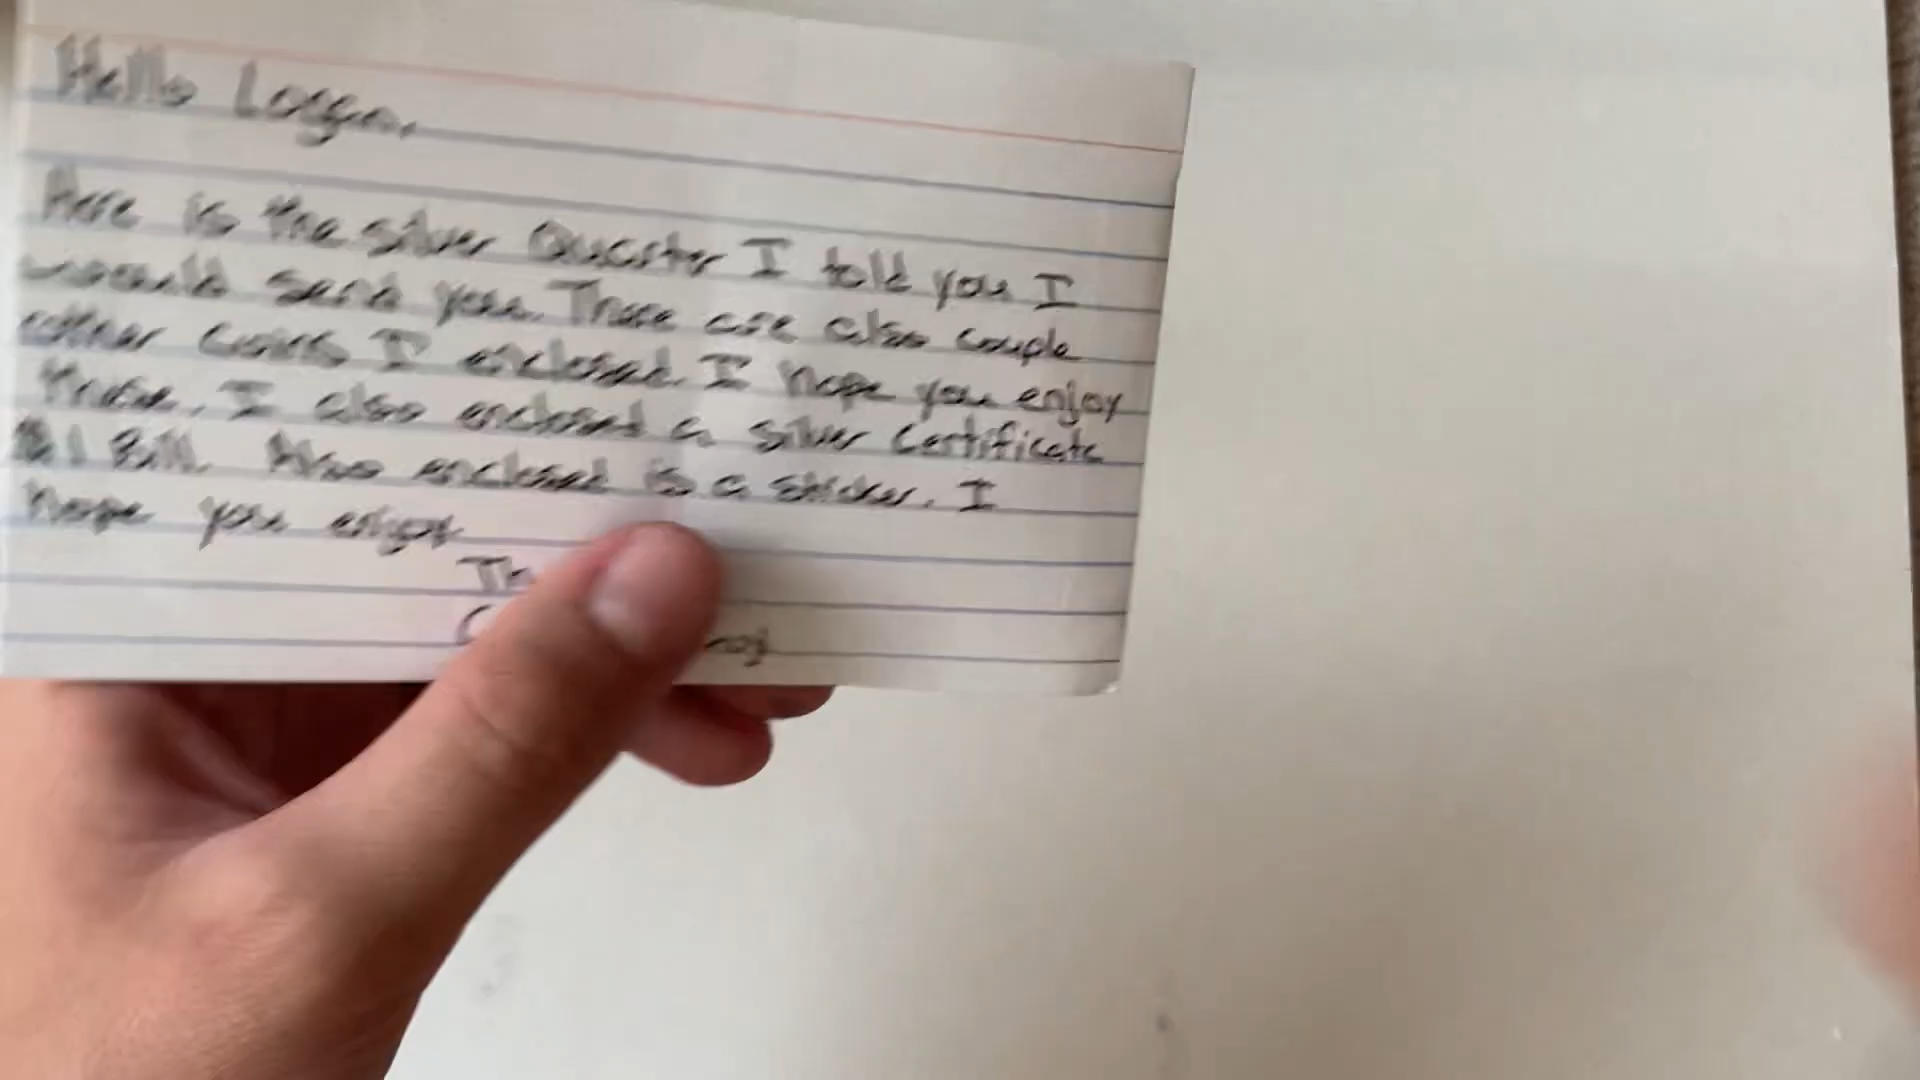 Hello Logan,
Here is the silver Quarter I told you I
would send you. There are also couple
other coins I enclosed. I hope you enjoy
them. I also enclosed a silver certificate
$1 Bill. Also enclosed is a sticker. I
hope you enjoy